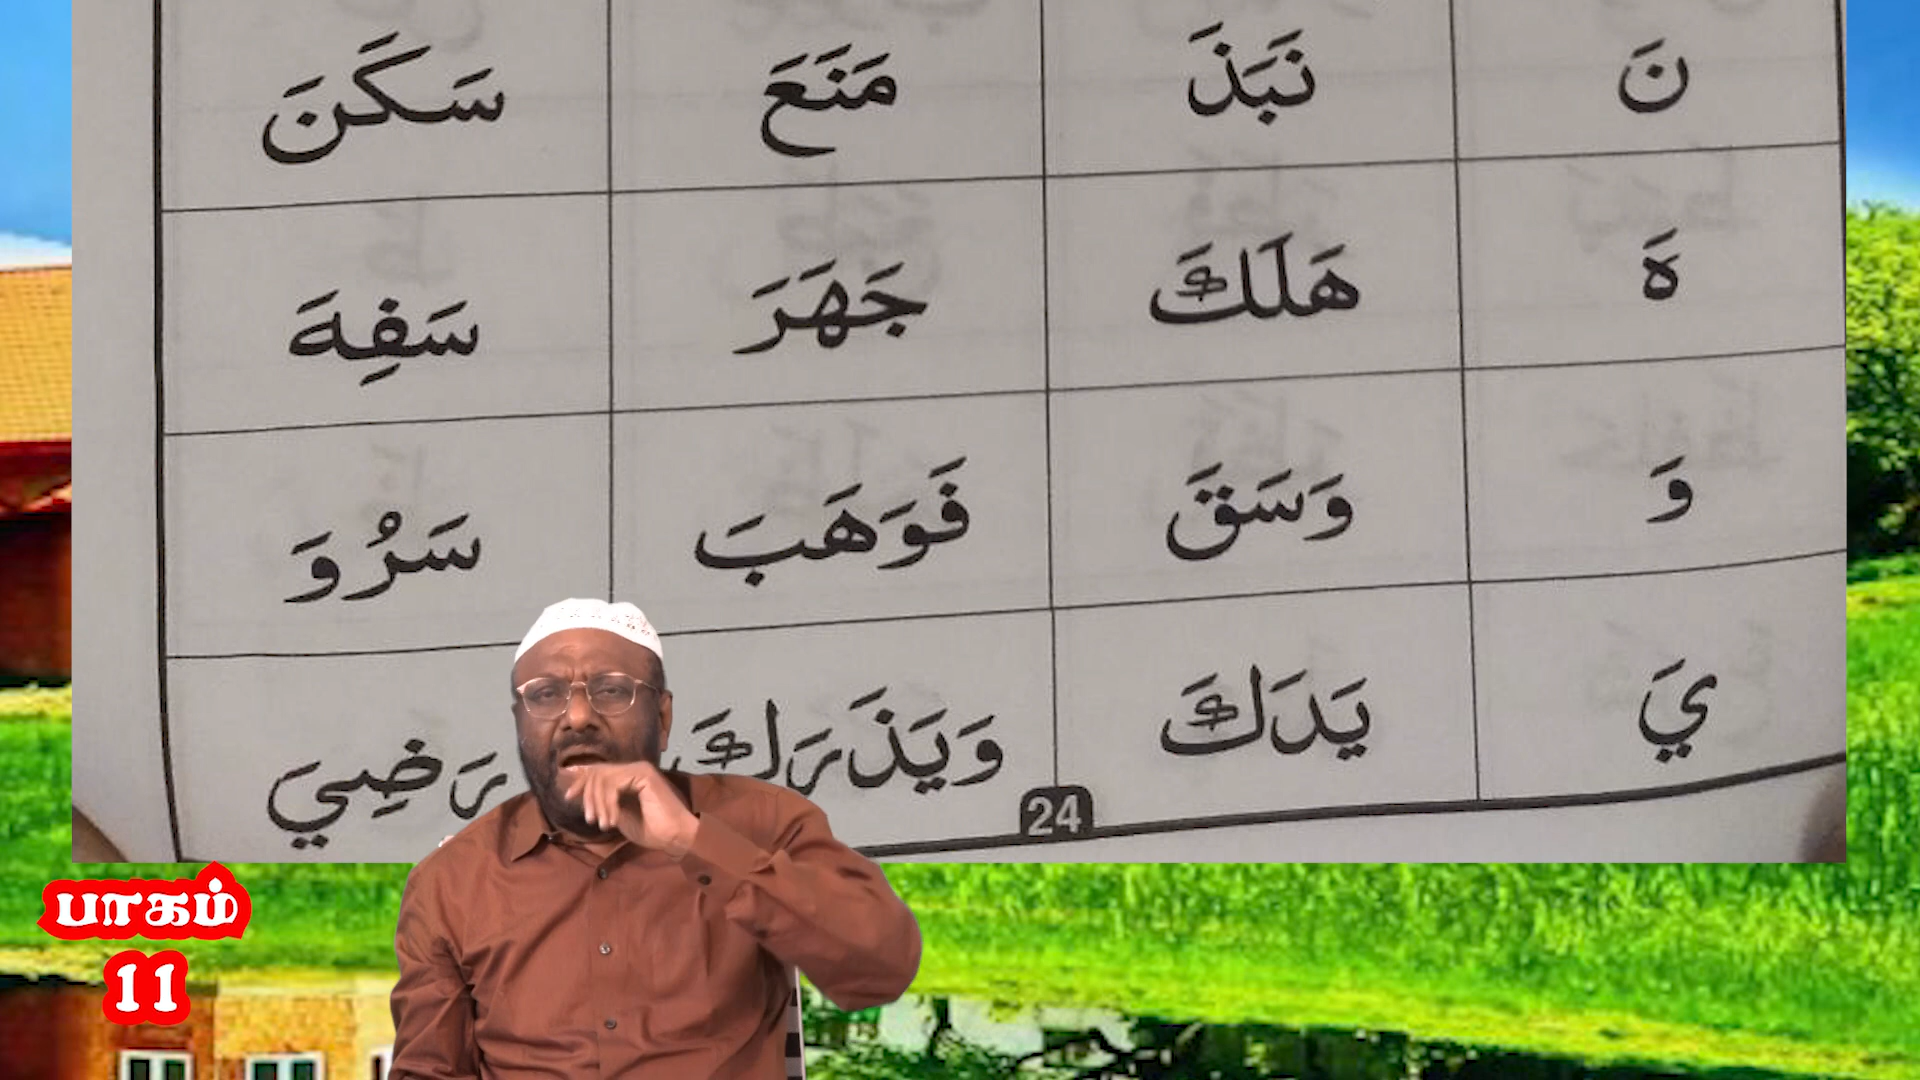 نَ نَبَذَ مَنَعَ سَكَنَ
هَ هَلَكَ جَهَرَ سَفِهَ
وَ وَسَقَ فَوَهَبَ سَرُوَ
يَ يَدَكَ وَيَذَرَكَ رَضِيَ
24
பாகம்
11